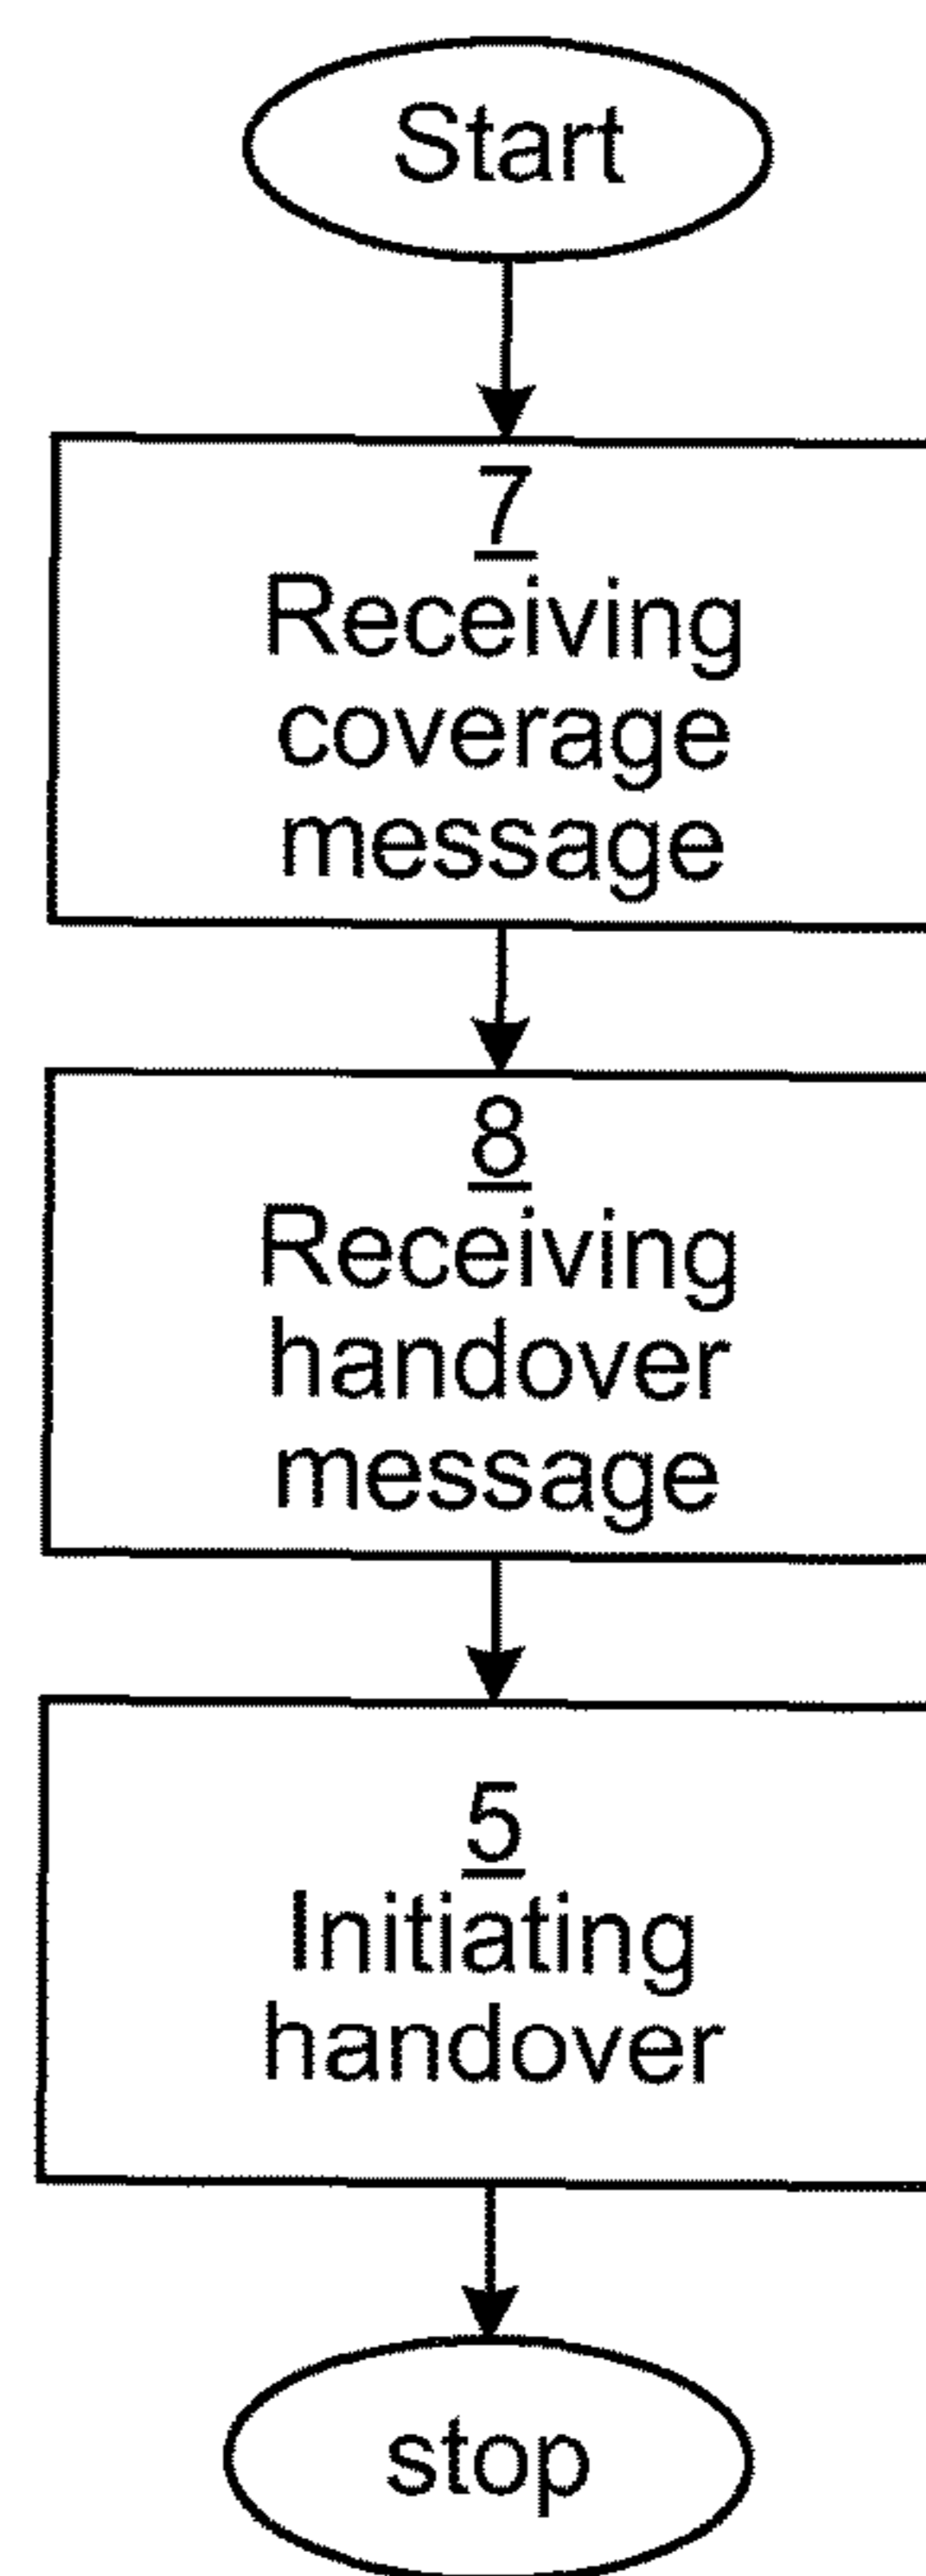 Start
7
Receiving
coverage
message
8
Receiving
handover
message
5
Initiating
handover
stop